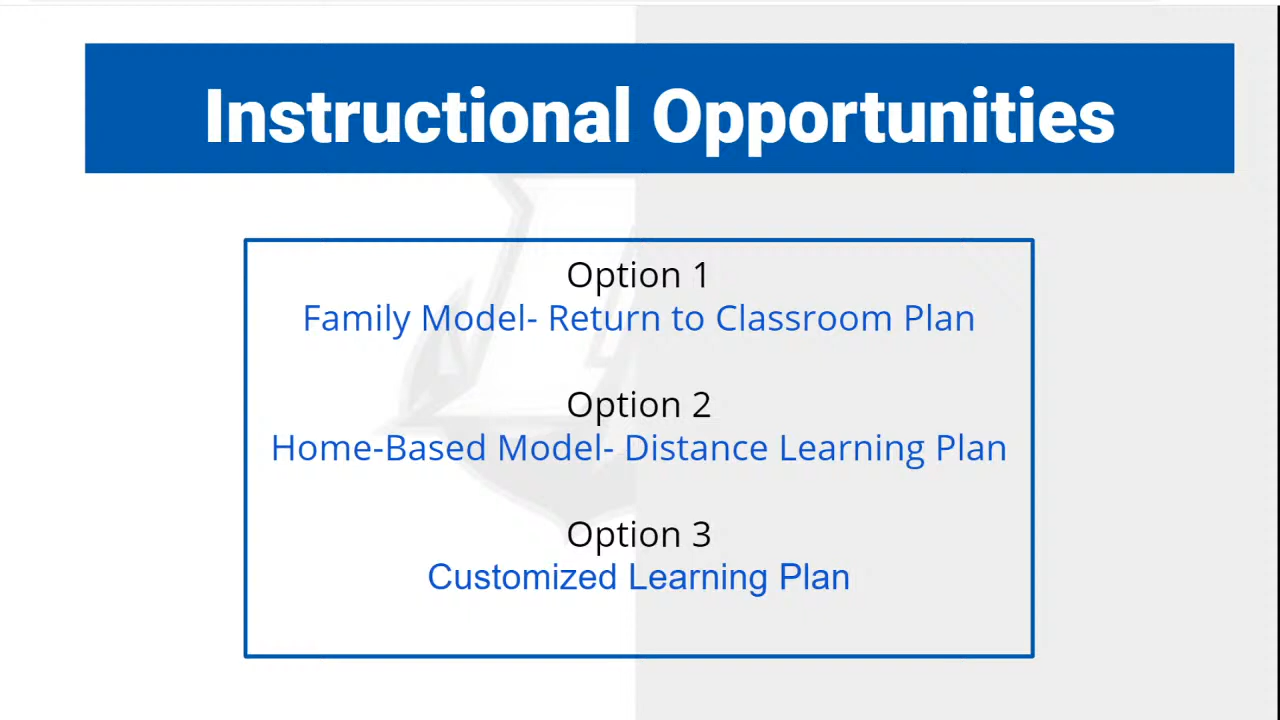 Instructional Opportunities
Option 1
Family Model- Return to Classroom Plan
Option 2
Home-Based Model- Distance Learning Plan
Option 3
Customized Learning Plan